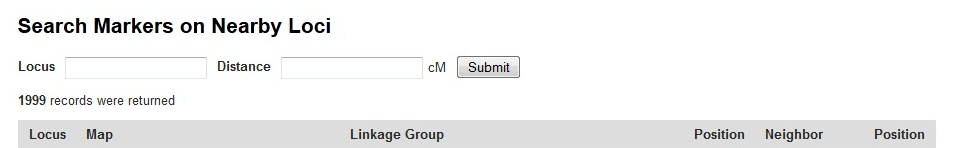 Search Markers on Nearby Loci
Locus Distance cM Submit
1999 records were returned
Locus Map Linkage Group Position Neighbor Position